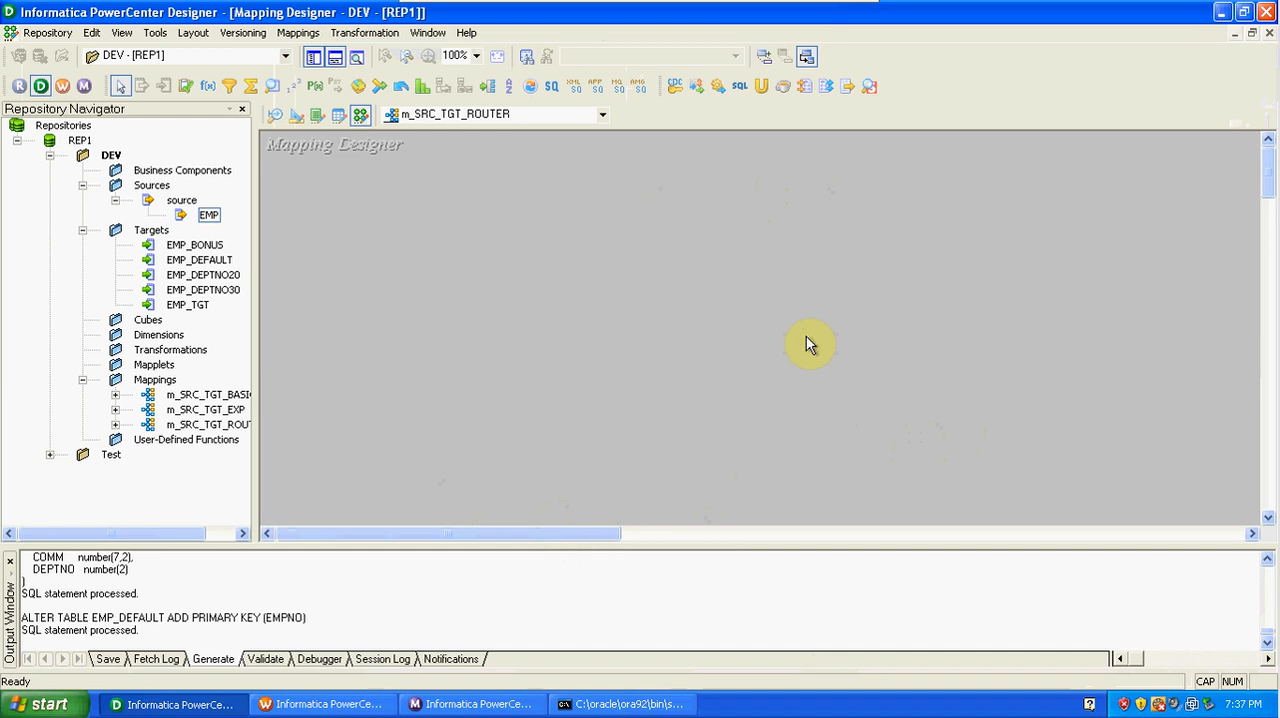 Informatica PowerCenter Designer - [Mapping Designer - DEV - [REP1]]
Repository Edit View Tools Layout Versioning Mappings Transformation Window Help
DEV - [REP1]
100%
Repository Navigator
m_SRC_TGT_ROUTER
Repositories
REP1
DEV
Business Components
Sources
source
EMP
Targets
EMP_BONUS
EMP_DEFAULT
EMP_DEPTNO20
EMP_DEPTNO30
EMP_TGT
Cubes
Dimensions
Transformations
Mapplets
Mappings
m_SRC_TGT_BASI
m_SRC_TGT_EXP
m_SRC_TGT_ROU
User-Defined Functions
Test
Mapping Designer
COMM number(7,2),
DEPTNO number(2)
)
SQL statement processed.
ALTER TABLE EMP_DEFAULT ADD PRIMARY KEY (EMPNO)
SQL statement processed.
Output Window
Save Fetch Log Generate Validate Debugger Session Log Notifications
Ready
CAP NUM
start
Informatica PowerCe...
Informatica PowerCe...
Informatica PowerCe...
C:\oracle\ora92\bin\s...
7:37 PM